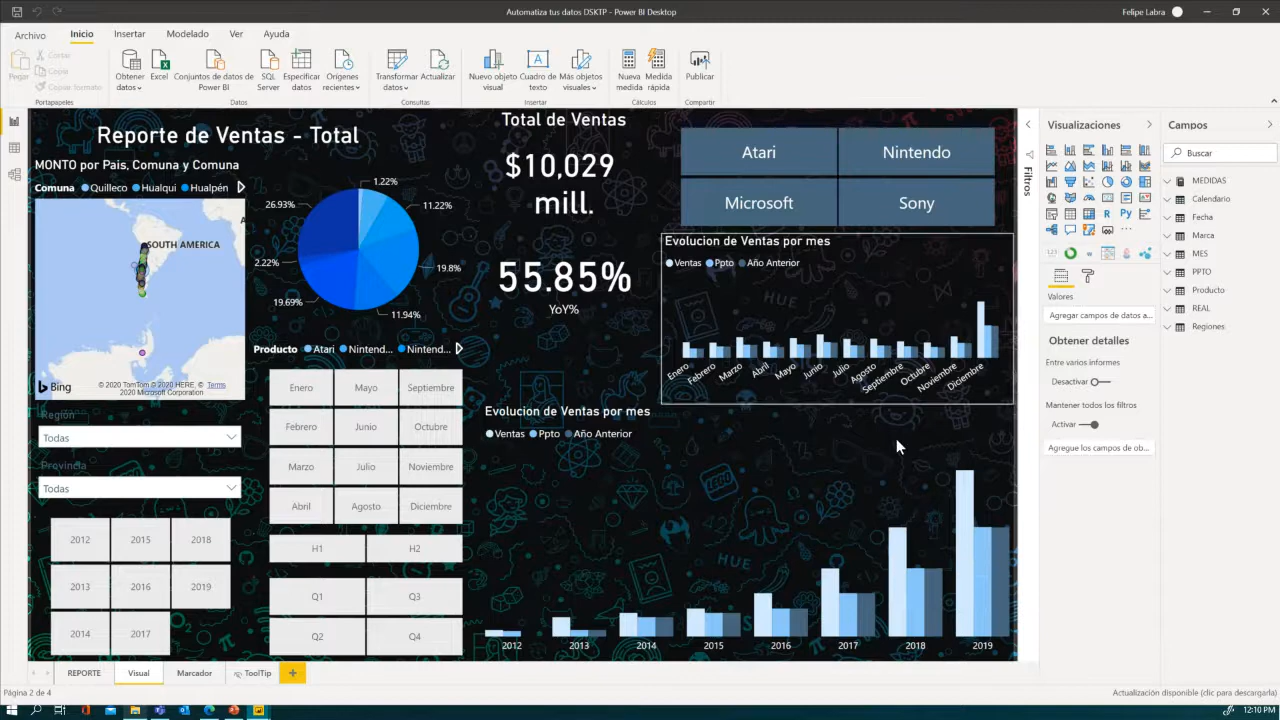 Automatiza tus datos DSKTP - Power BI Desktop
Felipe Labra
Archivo Inicio Insertar Modelado Ver Ayuda
Pegar
Cortar
Copiar
Copiar formato
Portapapeles
Obtener datos
Excel
Conjuntos de datos de Power BI
SQL Server
Especificar datos
Orígenes recientes
Datos
Transformar datos
Actualizar
Consultas
Nuevo objeto visual
Cuadro de texto
Más objetos visuales
Insertar
Nueva medida
Medida rápida
Cálculos
Publicar
Compartir
Reporte de Ventas - Total
MONTO por Pais, Comuna y Comuna
Comuna Quilleco Hualqui Hualpén
SOUTH AMERICA
A
Bing
© 2020 TomTom © 2020 HERE, © Terms
2020 Microsoft Corporation
1.22%
26.93%
11.22%
2.22%
19.8%
19.69%
11.94%
Producto Atari Nintend... Nintend...
Total de Ventas
$10,029
mill.
55.85%
YoY%
Atari Nintendo
Microsoft Sony
Evolucion de Ventas por mes
Ventas Ppto Año Anterior
Enero Febrero Marzo Abril Mayo Junio Julio Agosto Septiembre Octubre Noviembre Diciembre
Región
Todas
Provincia
Todas
2012 2015 2018
2013 2016 2019
2014 2017
Enero Mayo Septiembre
Febrero Junio Octubre
Marzo Julio Noviembre
Abril Agosto Diciembre
H1 H2
Q1 Q3
Q2 Q4
Evolucion de Ventas por mes
Ventas Ppto Año Anterior
HUE
LEGO
HUE
2012 2013 2014 2015 2016 2017 2018 2019
Filtros
Visualizaciones
R Py
123
Valores
Agregar campos de datos a...
Obtener detalles
Entre varios informes
Desactivar
Mantener todos los filtros
Activar
Agregue los campos de ob...
Campos
Buscar
MEDIDAS
Calendario
Fecha
Marca
MES
PPTO
Producto
REAL
Regiones
REPORTE Visual Marcador ToolTip +
Página 2 de 4
Actualización disponible (clic para descargarla)
12:10 PM